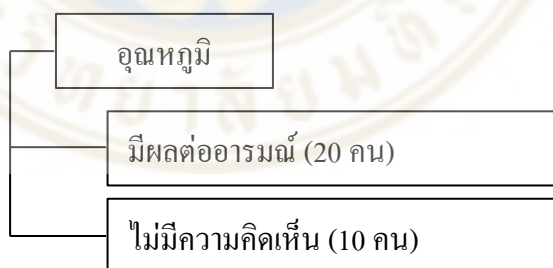 อุณหภูมิ
มีผลต่ออารมณ์ (20 คน)
ไม่มีความคิดเห็น (10 คน)